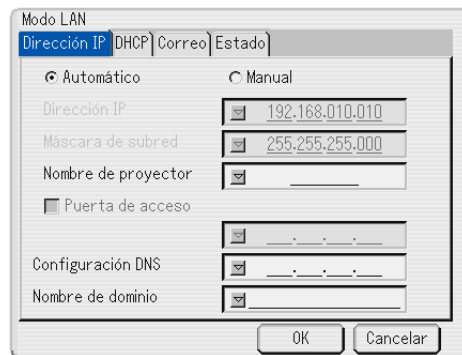 Modo LAN
Dirección IP DHCP Correo Estado
Automático Manual
Dirección IP 192.168.010.010
Máscara de subred 255.255.255.000
Nombre de proyector
Puerta de acceso
Configuración DNS
Nombre de dominio
OK Cancelar